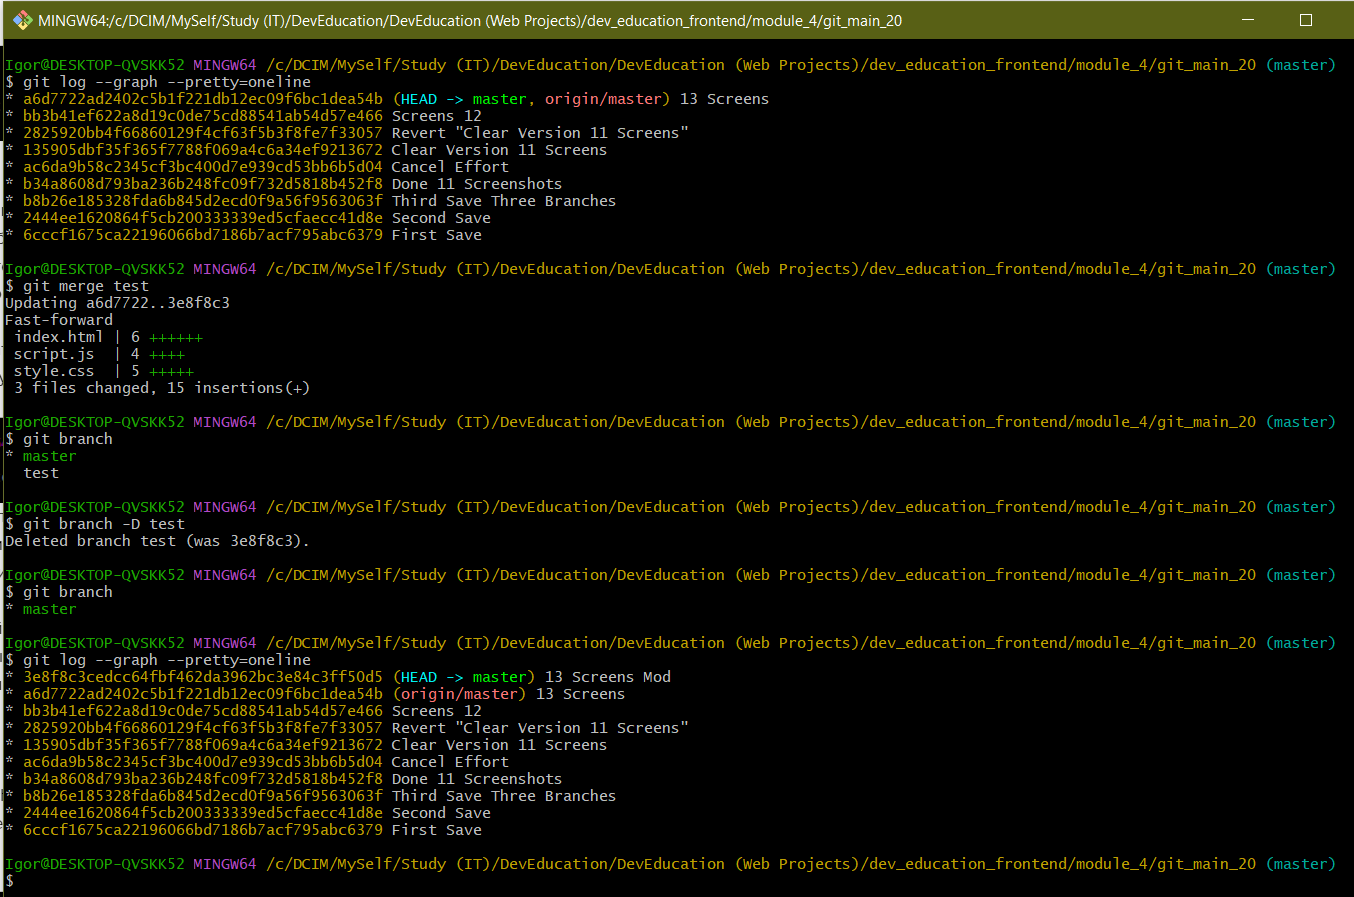 MINGW64:/c/DCIM/MySelf/Study (IT)/DevEducation/DevEducation (Web Projects)/dev_education_frontend/module_4/git_main_20
Igor@DESKTOP-QVSKK52 MINGW64 /c/DCIM/MySelf/Study (IT)/DevEducation/DevEducation (Web Projects)/dev_education_frontend/module_4/git_main_20 (master)
$ git log --graph --pretty=oneline
* a6d7722ad2402c5b1f221db12ec09f6bc1dea54b (HEAD -> master, origin/master) 13 Screens
* bb3b41ef622a8d19c0de75cd88541ab54d57e466 Screens 12
* 2825920bb4f66860129f4cf63f5b3f8fe7f33057 Revert "Clear Version 11 Screens"
* 135905dbf35f365f7788f069a4c6a34ef9213672 Clear Version 11 Screens
* ac6da9b58c2345cf3bc400d7e939cd53bb6b5d04 Cancel Effort
* b34a8608d793ba236b248fc09f732d5818b452f8 Done 11 Screenshots
* b8b26e185328fda6b845d2ecd0f9a56f9563063f Third Save Three Branches
* 2444ee1620864f5cb200333339ed5cfaecc41d8e Second Save
* 6cccf1675ca22196066bd7186b7acf795abc6379 First Save
Igor@DESKTOP-QVSKK52 MINGW64 /c/DCIM/MySelf/Study (IT)/DevEducation/DevEducation (Web Projects)/dev_education_frontend/module_4/git_main_20 (master)
$ git merge test
Updating a6d7722..3e8f8c3
Fast-forward
 index.html | 6 ++++++
 script.js  | 4 ++++
 style.css  | 5 +++++
 3 files changed, 15 insertions(+)
Igor@DESKTOP-QVSKK52 MINGW64 /c/DCIM/MySelf/Study (IT)/DevEducation/DevEducation (Web Projects)/dev_education_frontend/module_4/git_main_20 (master)
$ git branch
* master
  test
Igor@DESKTOP-QVSKK52 MINGW64 /c/DCIM/MySelf/Study (IT)/DevEducation/DevEducation (Web Projects)/dev_education_frontend/module_4/git_main_20 (master)
$ git branch -D test
Deleted branch test (was 3e8f8c3).
Igor@DESKTOP-QVSKK52 MINGW64 /c/DCIM/MySelf/Study (IT)/DevEducation/DevEducation (Web Projects)/dev_education_frontend/module_4/git_main_20 (master)
$ git branch
* master
Igor@DESKTOP-QVSKK52 MINGW64 /c/DCIM/MySelf/Study (IT)/DevEducation/DevEducation (Web Projects)/dev_education_frontend/module_4/git_main_20 (master)
$ git log --graph --pretty=oneline
* 3e8f8c3cedcc64fbf462da3962bc3e84c3ff50d5 (HEAD -> master) 13 Screens Mod
* a6d7722ad2402c5b1f221db12ec09f6bc1dea54b (origin/master) 13 Screens
* bb3b41ef622a8d19c0de75cd88541ab54d57e466 Screens 12
* 2825920bb4f66860129f4cf63f5b3f8fe7f33057 Revert "Clear Version 11 Screens"
* 135905dbf35f365f7788f069a4c6a34ef9213672 Clear Version 11 Screens
* ac6da9b58c2345cf3bc400d7e939cd53bb6b5d04 Cancel Effort
* b34a8608d793ba236b248fc09f732d5818b452f8 Done 11 Screenshots
* b8b26e185328fda6b845d2ecd0f9a56f9563063f Third Save Three Branches
* 2444ee1620864f5cb200333339ed5cfaecc41d8e Second Save
* 6cccf1675ca22196066bd7186b7acf795abc6379 First Save
Igor@DESKTOP-QVSKK52 MINGW64 /c/DCIM/MySelf/Study (IT)/DevEducation/DevEducation (Web Projects)/dev_education_frontend/module_4/git_main_20 (master)
$